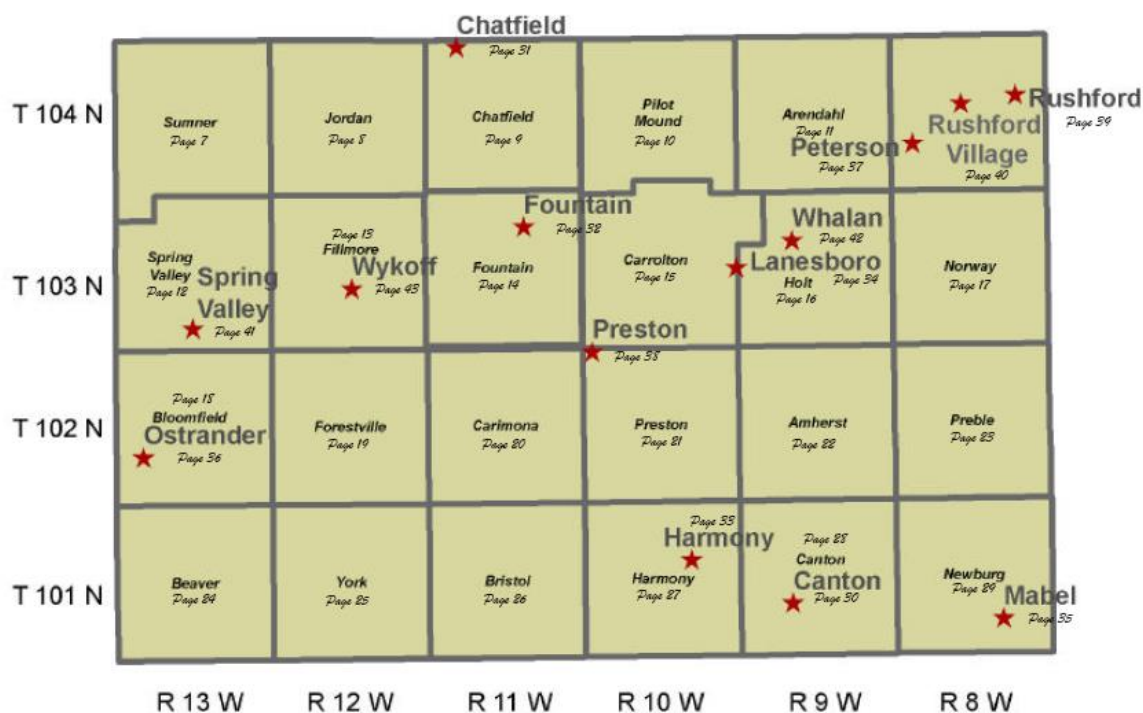 Chatfield
Page 31
T 104 N
Sumner
Page 7
Jordan
Page 8
Chatfield
Page 9
Pilot
Mound
Page 10
Arendahl
Page 11
Peterson
Page 37
Rushford
Page 39
Rushford
Village
Page 40
T 103 N
Spring
Valley
Page 12
Spring
Valley
Page 41
Page 13
Fillmore
Wykoff
Page 43
Fountain
Page 32
Fountain
Page 14
Carrolton
Page 15
Whalan
Page 42
Lanesboro
Page 34
Holt
Page 16
Norway
Page 17
Preston
Page 38
T 102 N
Page 18
Bloomfield
Ostrander
Page 36
Forestville
Page 19
Carimona
Page 20
Preston
Page 21
Amherst
Page 22
Preble
Page 23
T 101 N
Beaver
Page 24
York
Page 25
Bristol
Page 26
Page 33
Harmony
Harmony
Page 27
Page 28
Canton
Canton
Page 30
Newburg
Page 29
Mabel
Page 35
R 13 W
R 12 W
R 11 W
R 10 W
R 9 W
R 8 W